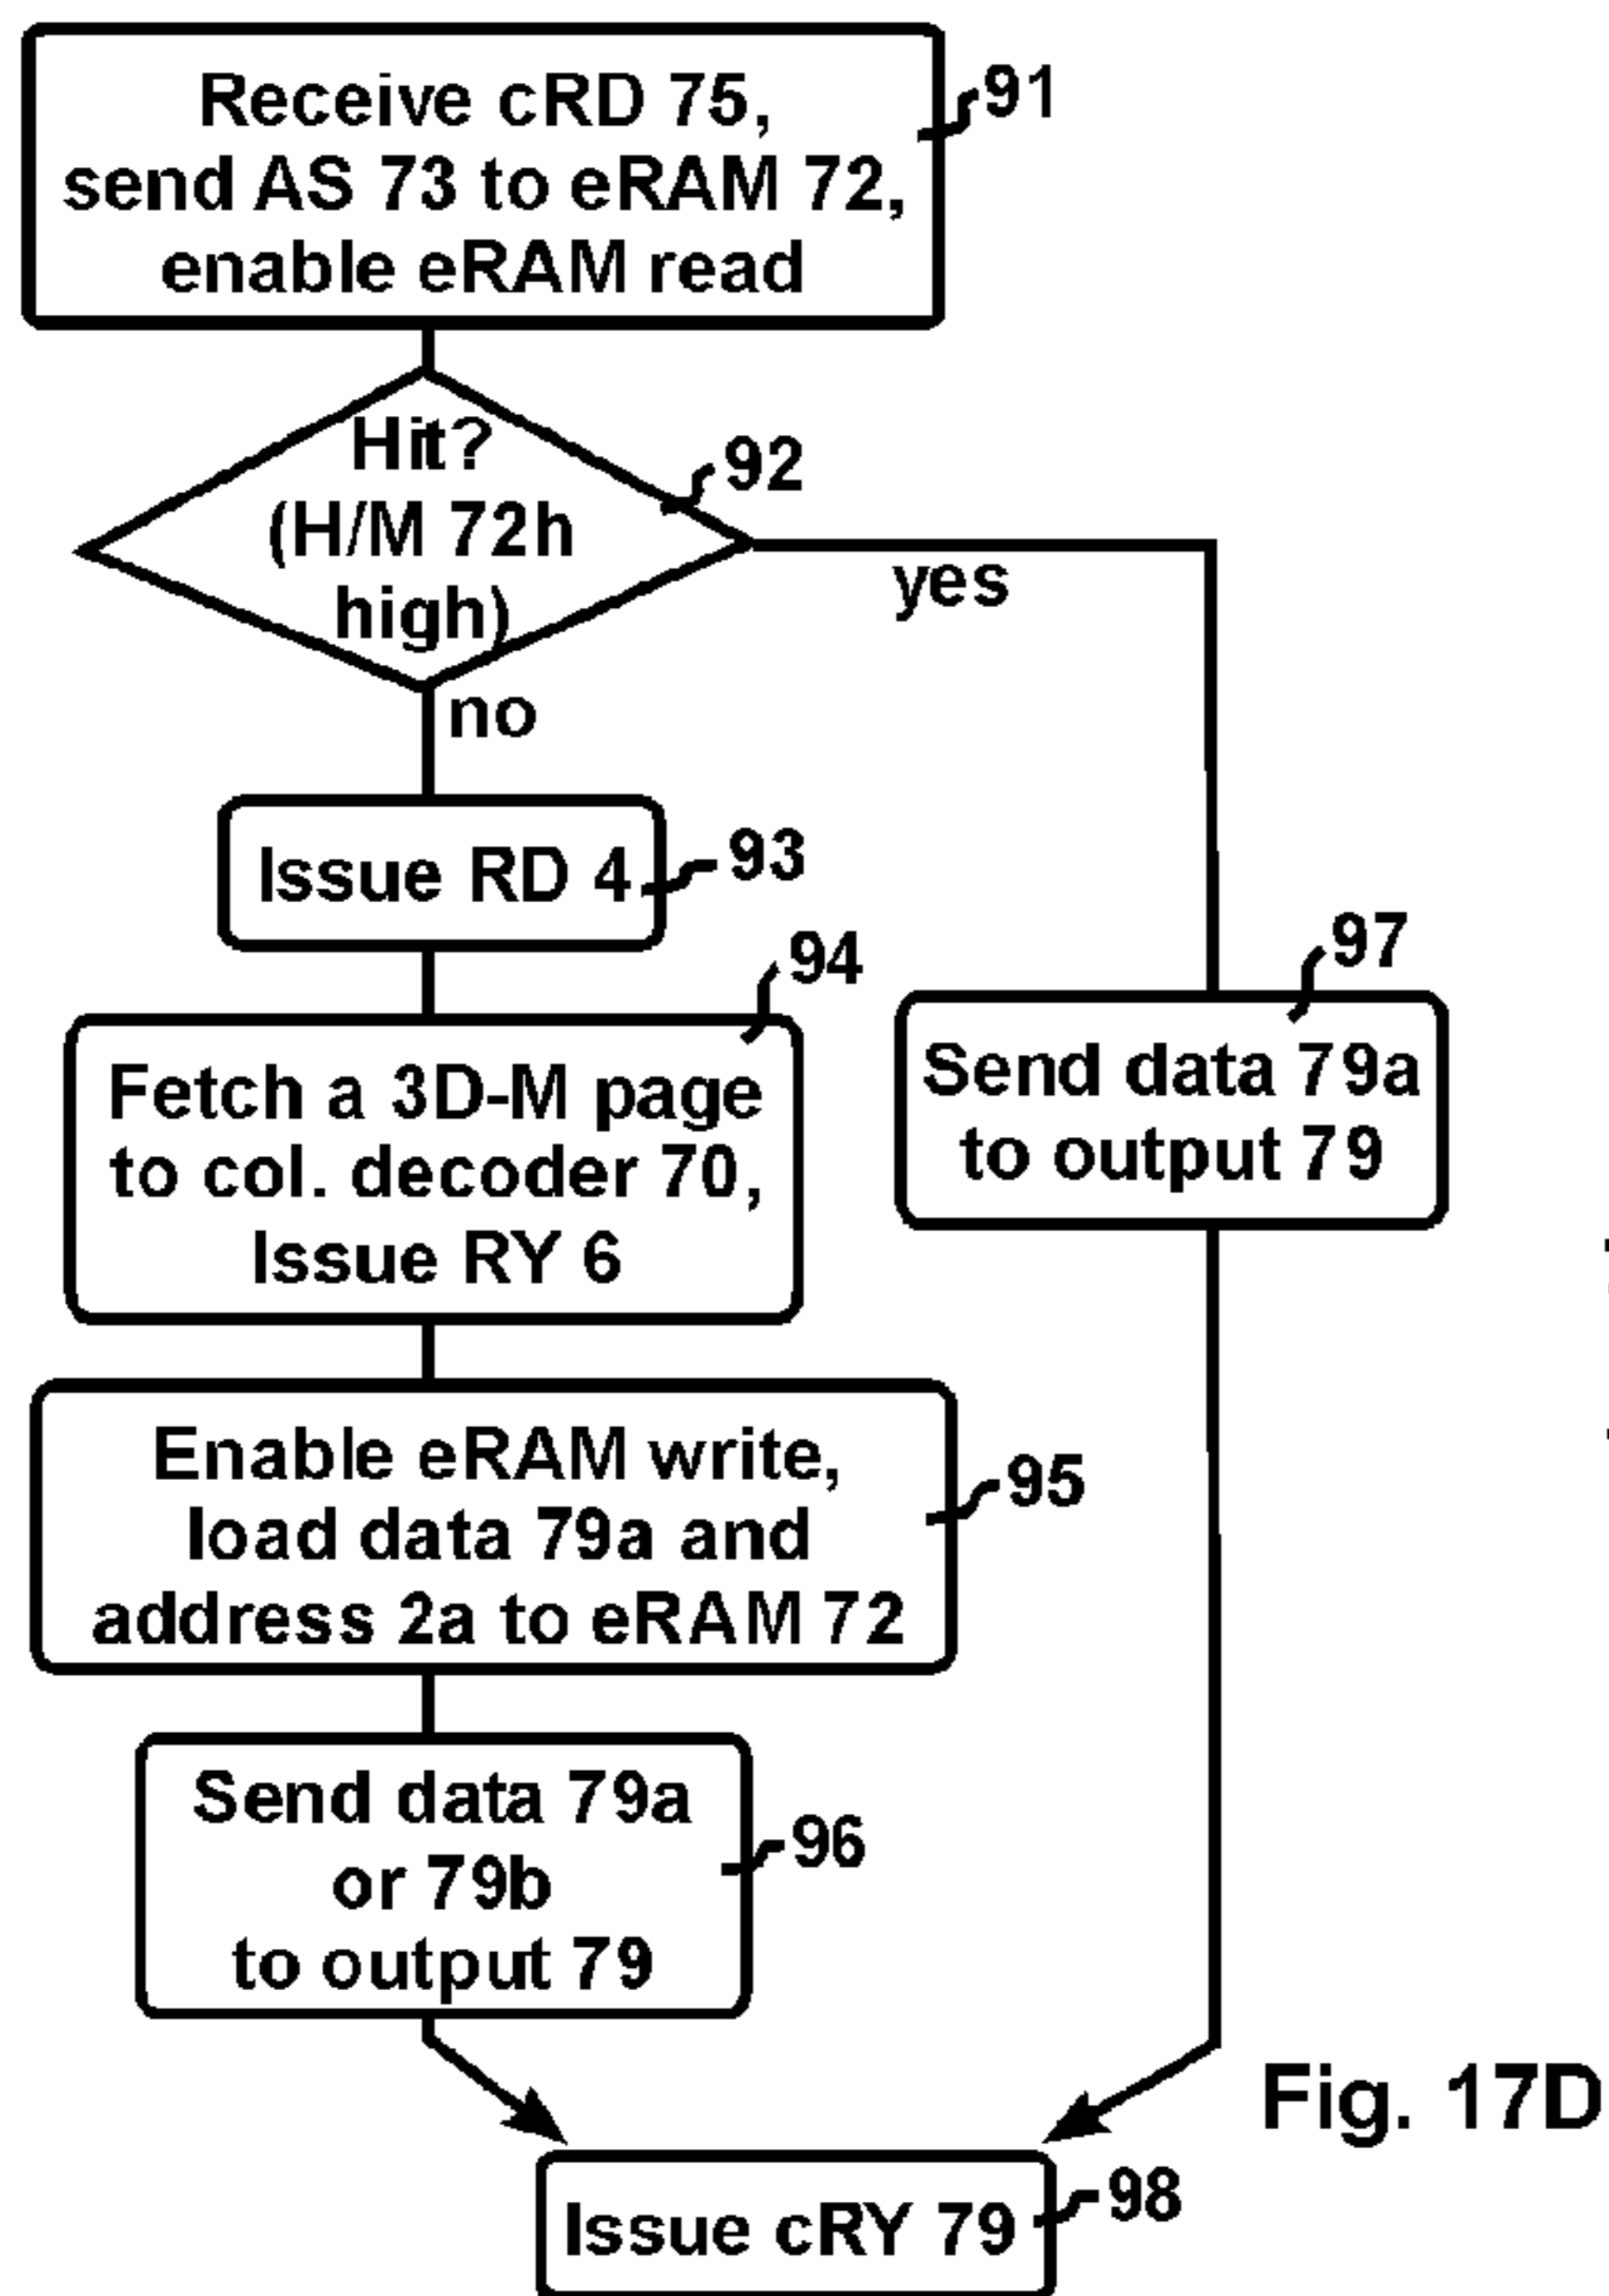 Receive cRD 75,
send AS 73 to eRAM 72,
enable eRAM read
91
Hit?
(H/M 72h
high)
92
yes
no
Issue RD 4
93
94
Fetch a 3D-M page
to col. decoder 70,
Issue RY 6
97
Send data 79a
to output 79
Enable eRAM write,
load data 79a and
address 2a to eRAM 72
95
Send data 79a
or 79b
to output 79
96
Fig. 17D
Issue cRY 79
98